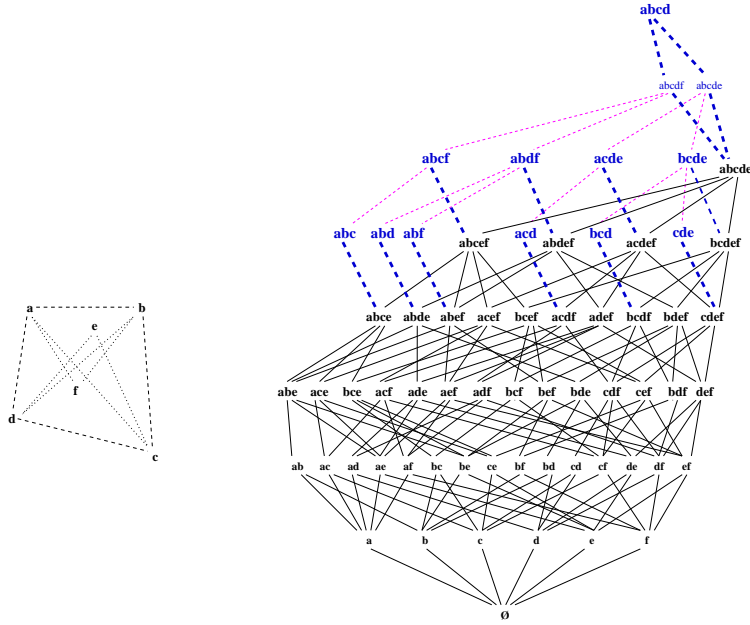 abcd
abcdf abcde
abcf abdf acde bcde
abcde
abc abd abf acd bcd cde
abcef abdef acdef bcdef
abce abde abef acef bcef acdf adef bcdf bdef cdef
abe ace bce acf ade aef adf bcf bef bde cdf cef bdf def
ab ac ad ae af bc be ce bf bd cd cf de df ef
a b c d e f
Ø
a b
e
f
d
c